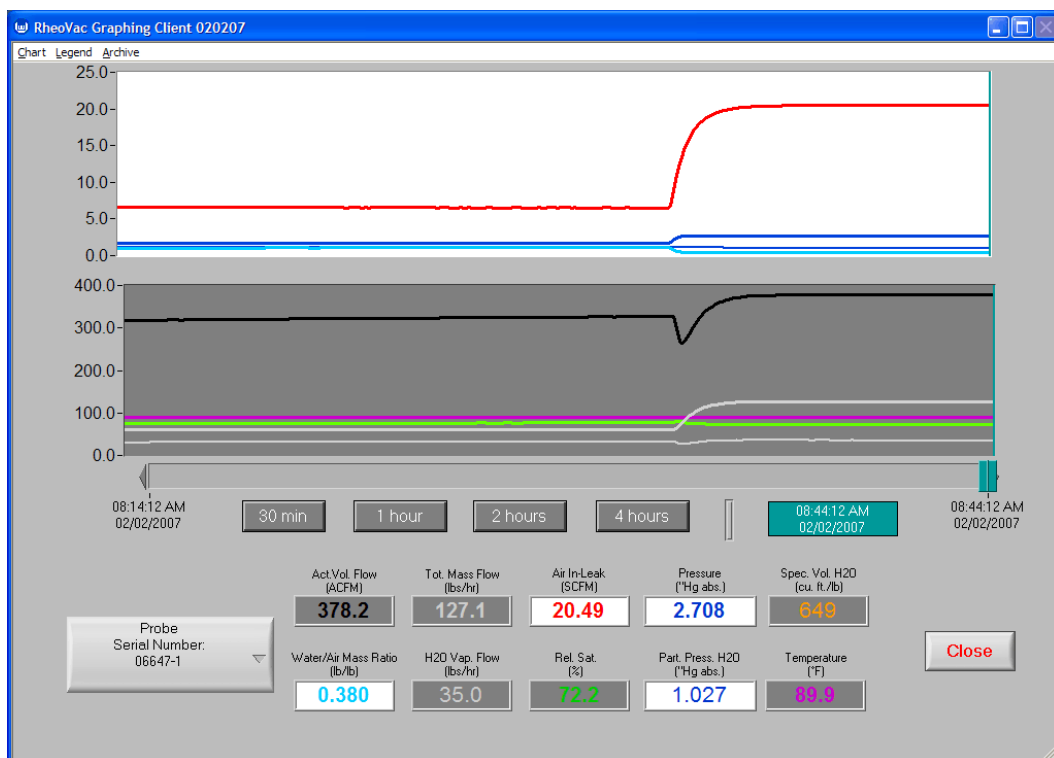 RheoVac Graphing Client 020207
Chart Legend Archive
25.0-
20.0-
15.0-
10.0-
5.0-
0.0-
400.0-
300.0-
200.0-
100.0-
0.0-
08:14:12 AM
02/02/2007
30 min
1 hour
2 hours
4 hours
08:44:12 AM
02/02/2007
08:44:12 AM
02/02/2007
Act.Vol. Flow
(ACFM)
378.2
Tot. Mass Flow
(lbs/hr)
127.1
Air In-Leak
(SCFM)
20.49
Pressure
("Hg abs.)
2.708
Spec. Vol. H2O
(cu. ft./lb)
649
Probe
Serial Number:
06647-1
Water/Air Mass Ratio
(lb/lb)
0.380
H2O Vap. Flow
(lbs/hr)
35.0
Rel. Sat.
(%)
72.2
Part. Press. H2O
("Hg abs.)
1.027
Temperature
(°F)
89.9
Close